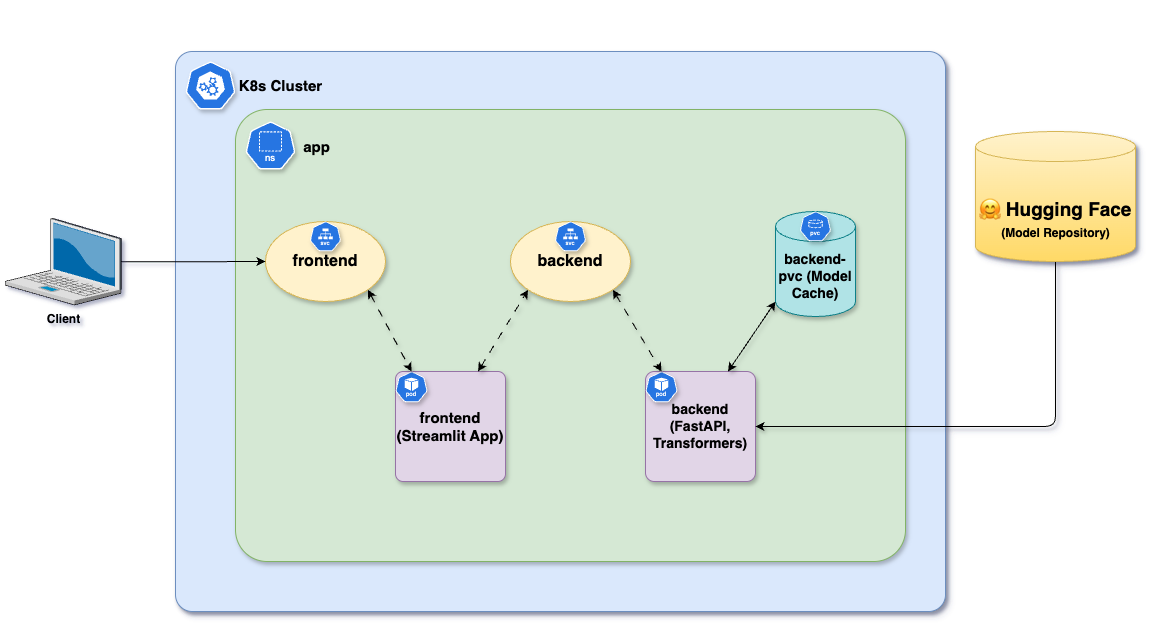 K8s Cluster
ns
app
🤗 Hugging Face
(Model Repository)
svc
frontend
svc
backend
pvc
backend-
pvc (Model
Cache)
Client
pod
frontend
(Streamlit App)
pod
backend
(FastAPI,
Transformers)